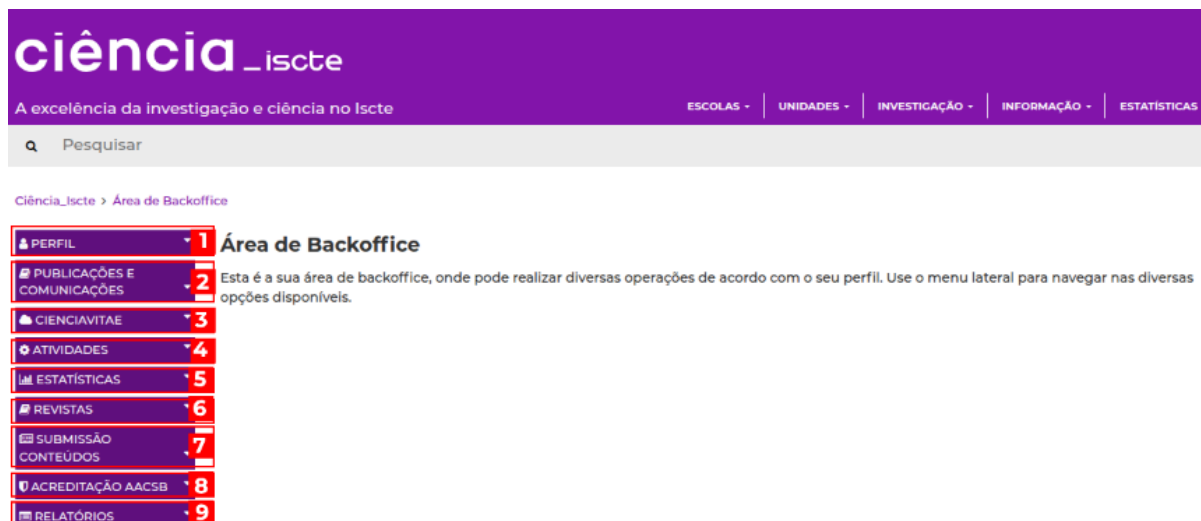 ciência_iscte
A excelência da investigação e ciência no Iscte
ESCOLAS
UNIDADES
INVESTIGAÇÃO
INFORMAÇÃO
ESTATÍSTICAS
Pesquisar
Ciência_Iscte > Área de Backoffice
PERFIL 1
PUBLICAÇÕES E
COMUNICAÇÕES 2
CIENCIAVITAE 3
ATIVIDADES 4
ESTATÍSTICAS 5
REVISTAS 6
SUBMISSÃO
CONTEÚDOS 7
ACREDITAÇÃO AACSB 8
RELATÓRIOS 9
Área de Backoffice
Esta é a sua área de backoffice, onde pode realizar diversas operações de acordo com o seu perfil. Use o menu lateral para navegar nas diversas
opções disponíveis.